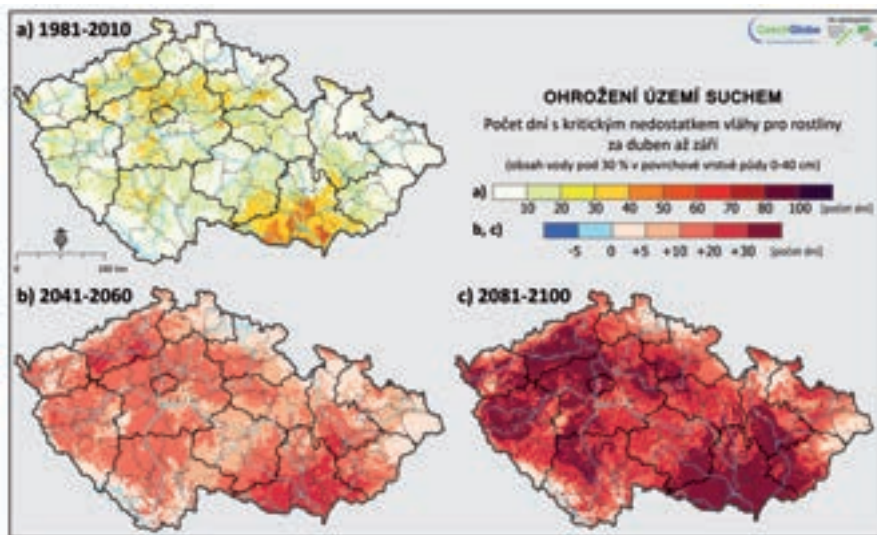 a) 1981-2010
CzechGlobe
OHROŽENÍ ÚZEMÍ SUCHEM
Počet dní s kritickým nedostatkem vláhy pro rostliny
za duben až září
(obsah vody pod 30 % v povrchové vrstvě půdy 0-40 cm)
a)
10 20 30 40 50 60 70 80 100 [počet dní]
b, c)
-5 0 +5 +10 +20 +30 [počet dní]
0 100 km
b) 2041-2060
c) 2081-2100